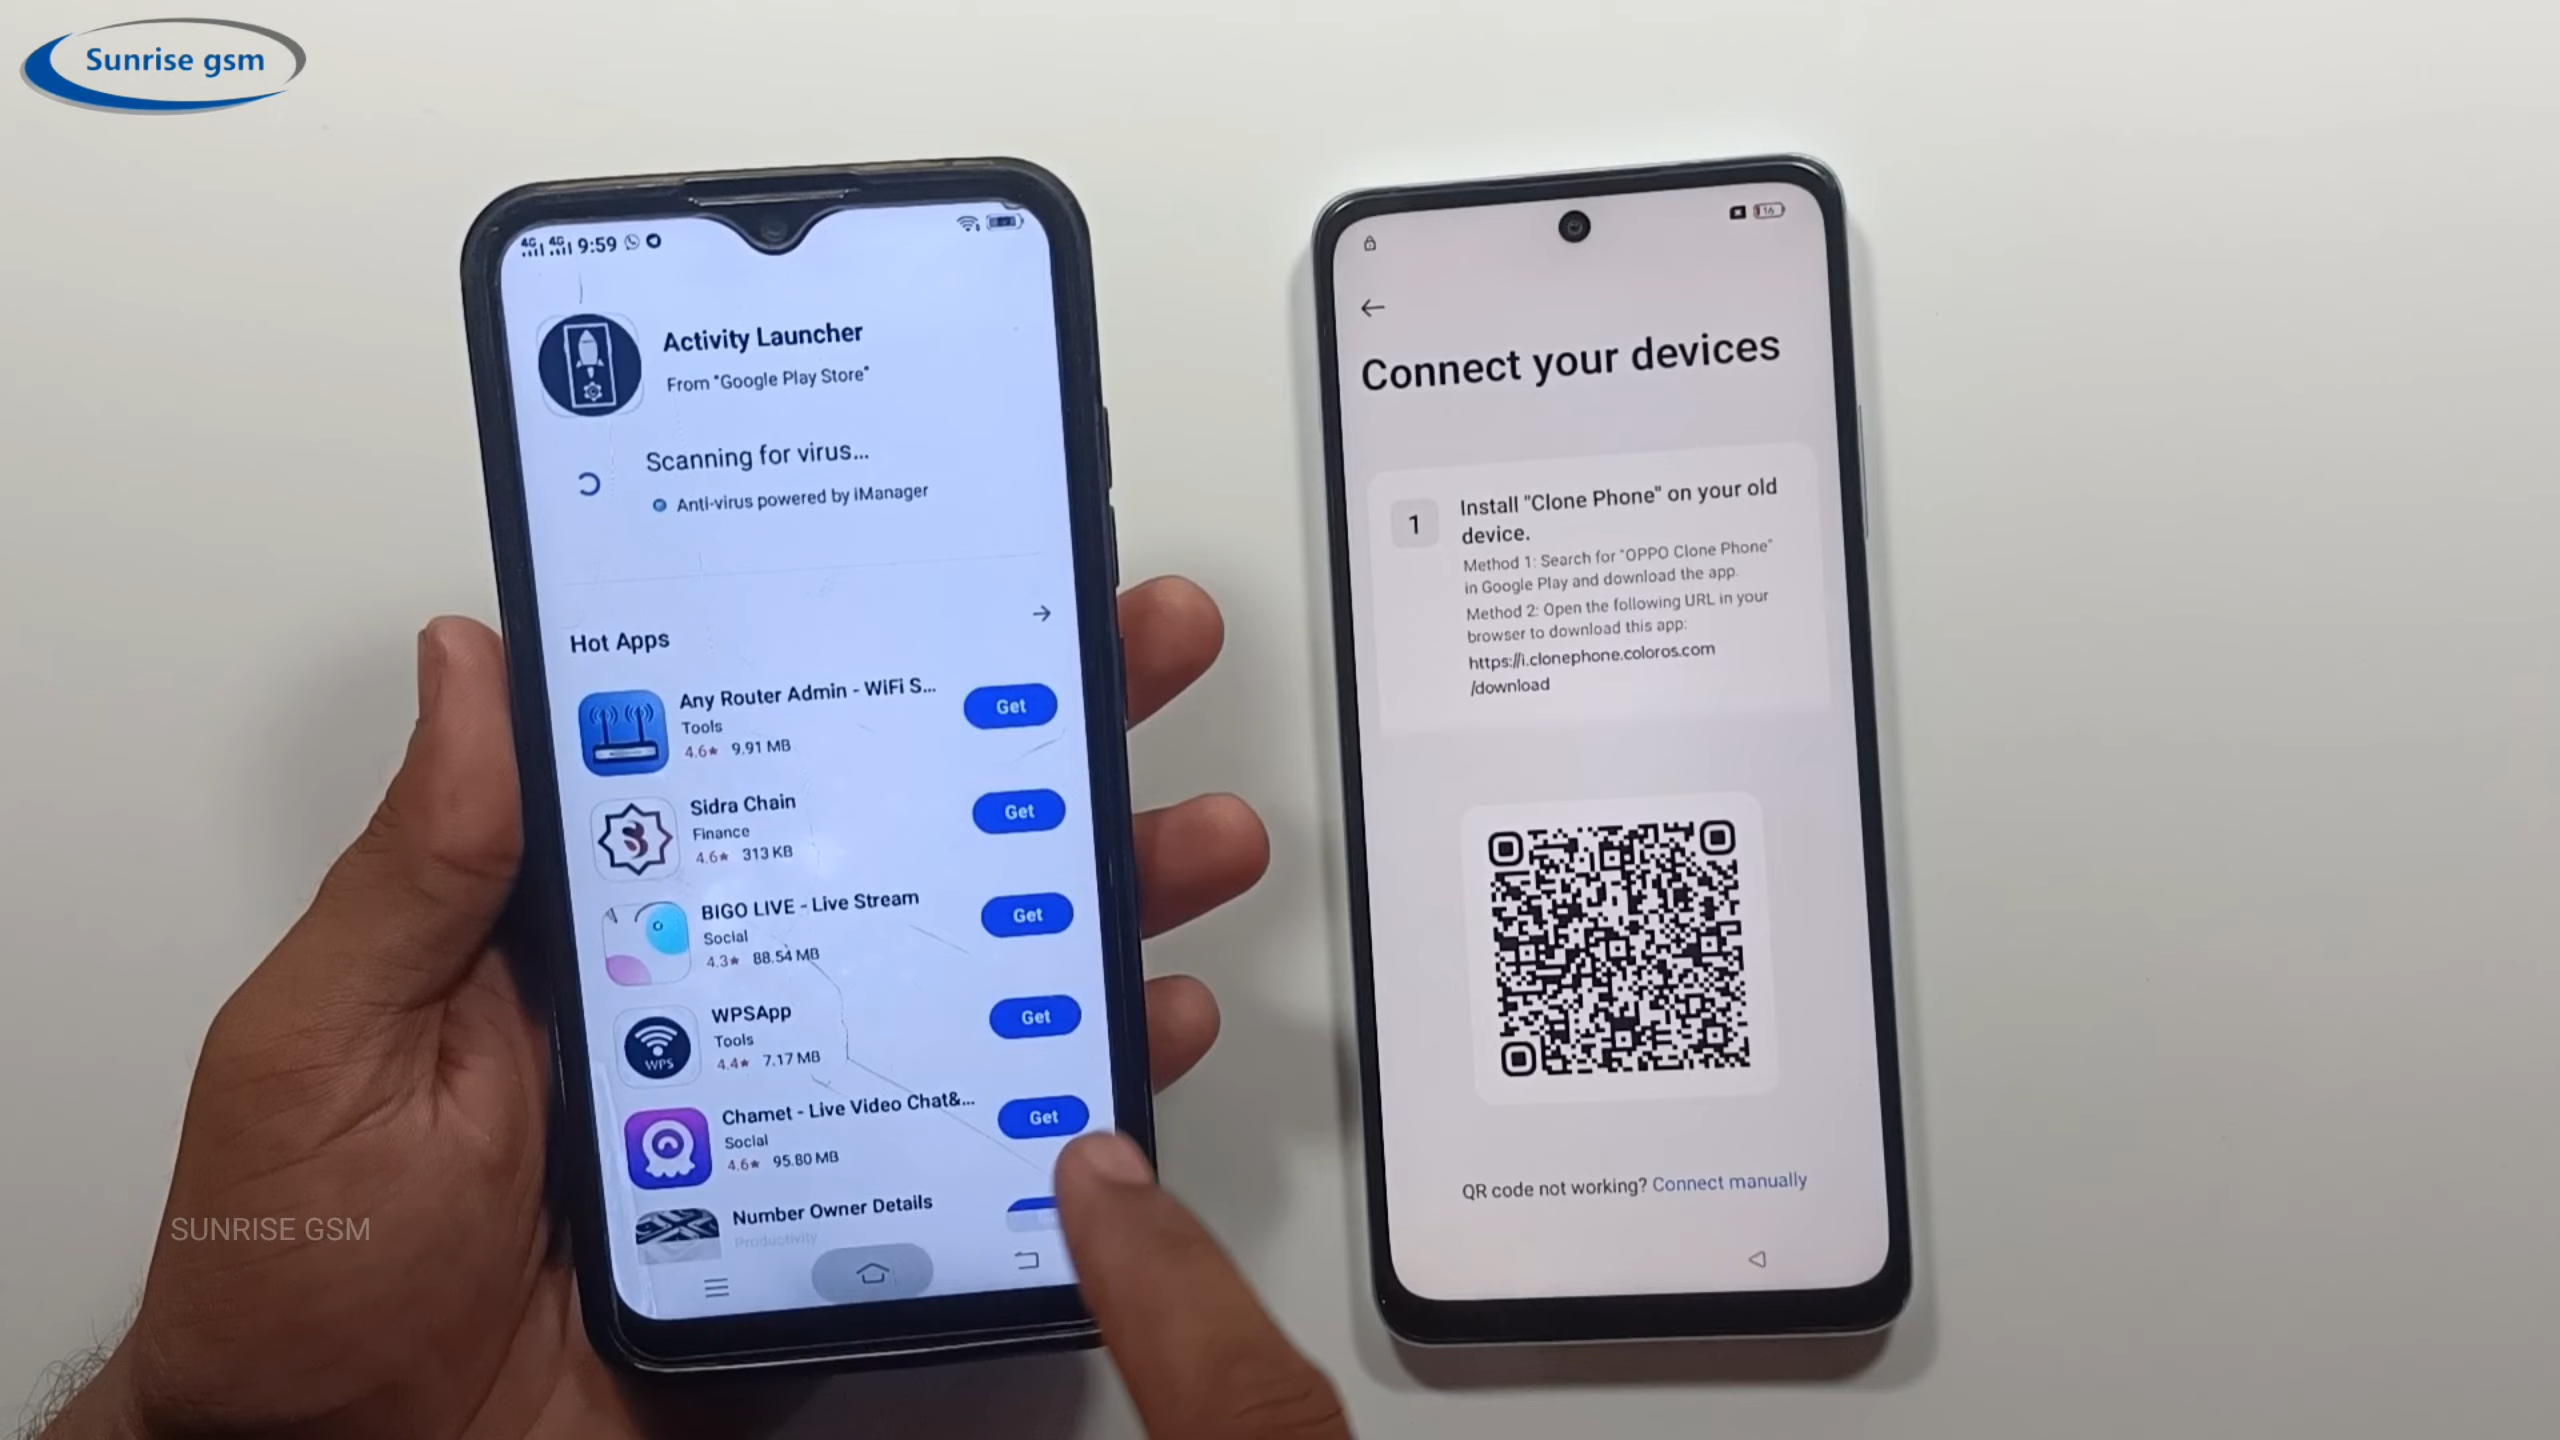 Sunrise gsm
4G 4G 9:59
Activity Launcher
From "Google Play Store"
Scanning for virus...
Anti-virus powered by iManager
Hot Apps
Any Router Admin - WiFi S...
Tools
4.6★ 9.91 MB
Get
Sidra Chain
Finance
4.6★ 313 KB
Get
BIGO LIVE - Live Stream
Social
4.3★ 88.54 MB
Get
WPS
WPSApp
Tools
4.4★ 7.17 MB
Get
Chamet - Live Video Chat&...
Social
4.6★ 95.80 MB
Get
Number Owner Details
Productivity
SUNRISE GSM
16
Connect your devices
1
Install "Clone Phone" on your old
device.
Method 1: Search for "OPPO Clone Phone"
in Google Play and download the app.
Method 2: Open the following URL in your
browser to download this app:
https://i.clonephone.coloros.com
/download
QR code not working? Connect manually